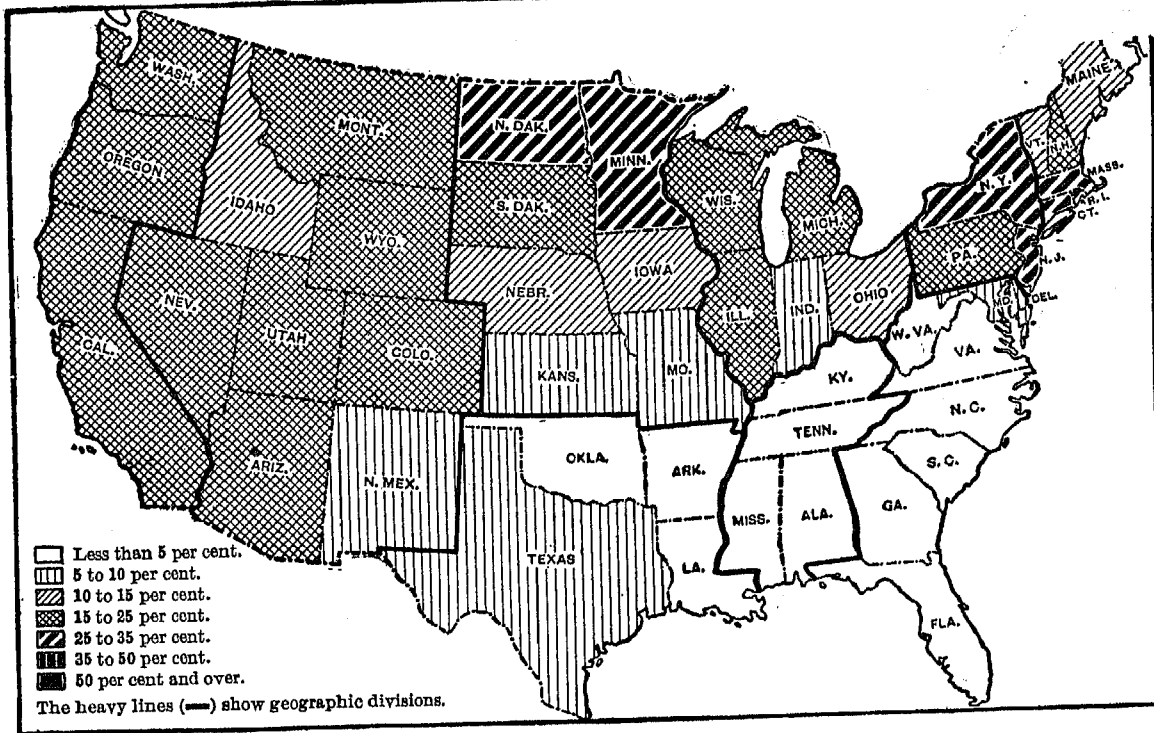 WASH.
MAINE.
MONT.
N. DAK.
MINN.
VT.
N.H.
OREGON
MASS.
N. Y.
R. I.
CT.
IDAHO
S. DAK.
WIS.
MICH.
WYO.
PA.
N. J.
IOWA
NEBR.
OHIO
NEV.
IND.
MD.
DEL.
ILL.
W. VA.
UTAH
CAL.
COLO.
VA.
KANS.
MO.
KY.
N. C.
TENN.
OKLA.
ARIZ.
ARK.
S. C.
N. MEX.
GA.
MISS.
ALA.
TEXAS
LA.
FLA.
Less than 5 per cent.
5 to 10 per cent.
10 to 15 per cent.
15 to 25 per cent.
25 to 35 per cent.
35 to 50 per cent.
50 per cent and over.
The heavy lines (━) show geographic divisions.